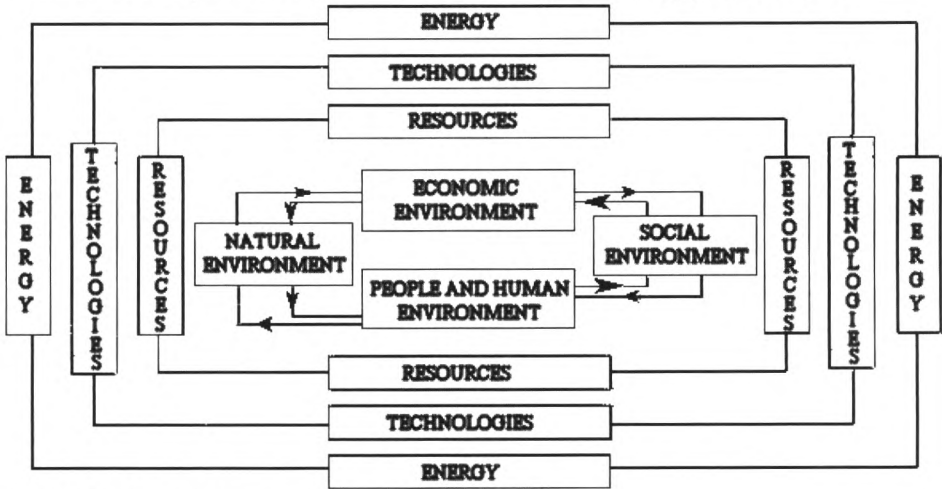 ENERGY
TECHNOLOGIES
RESOURCES
ENERGY
TECHNOLOGIES
RESOURCES
ECONOMIC
ENVIRONMENT
NATURAL
ENVIRONMENT
SOCIAL
ENVIRONMENT
PEOPLE AND HUMAN
ENVIRONMENT
RESOURCES
TECHNOLOGIES
ENERGY
RESOURCES
TECHNOLOGIES
ENERGY